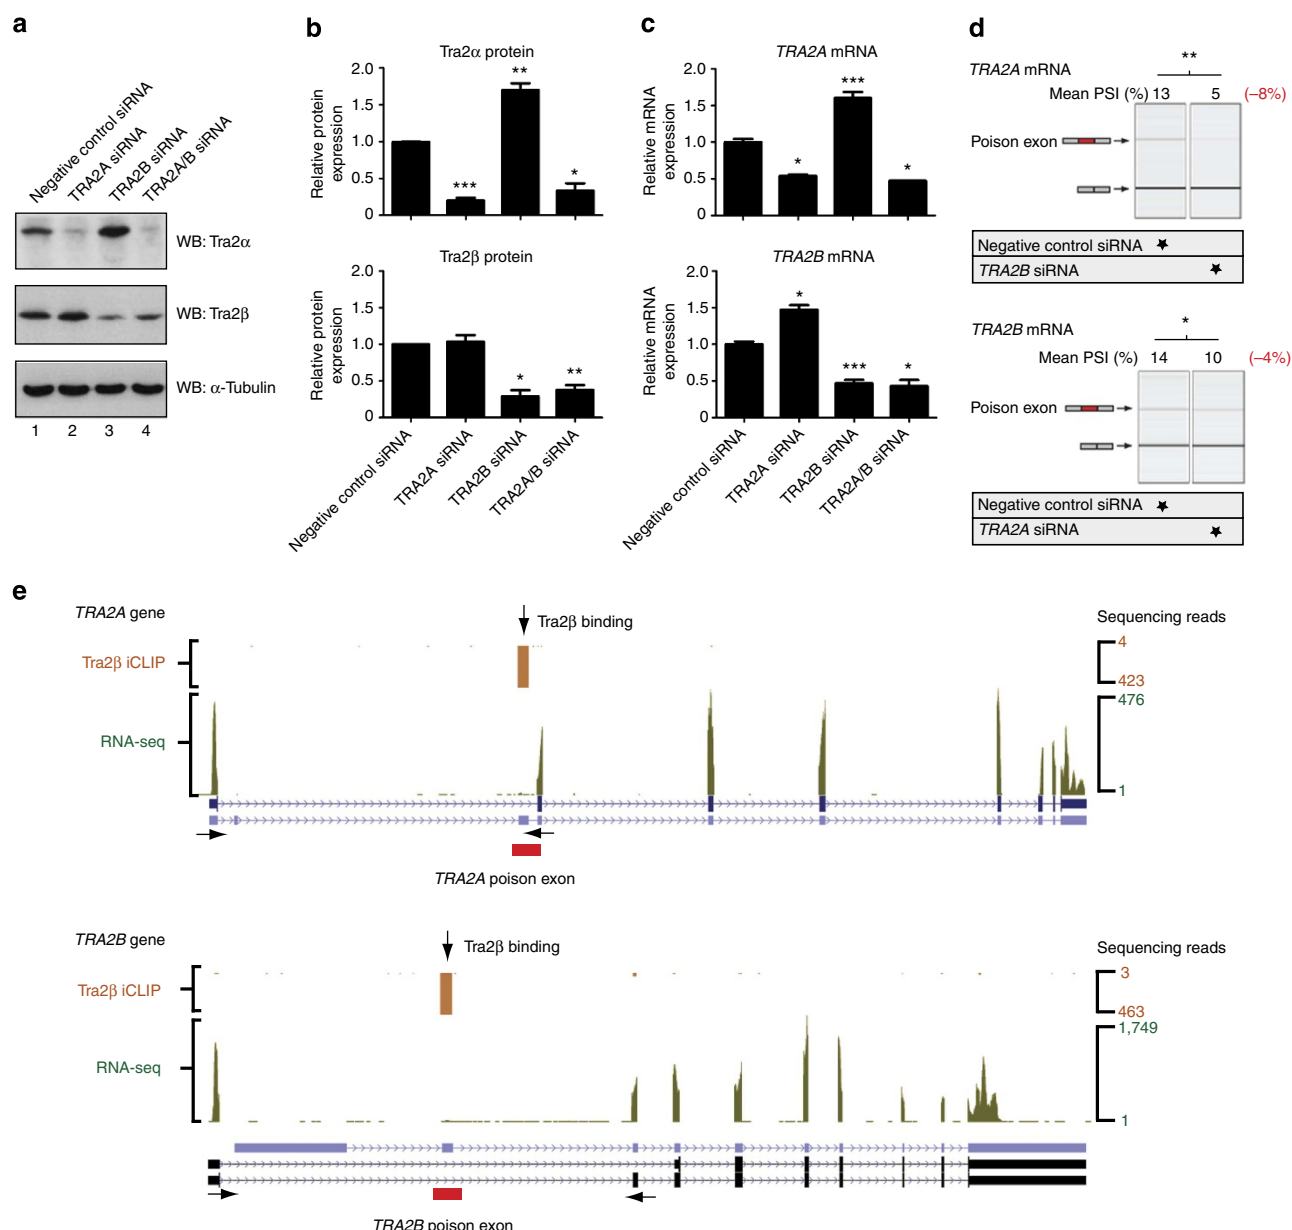 a
Negative control siRNA
TRA2A siRNA
TRA2B siRNA
TRA2A/B siRNA
WB: Tra2α
WB: Tra2β
WB: α-Tubulin
1 2 3 4
b
Tra2α protein
Relative protein
expression
2.0
1.5
1.0
0.5
0
***
**
*
Tra2β protein
Relative protein
expression
2.0
1.5
1.0
0.5
0
*
**
Negative control siRNA
TRA2A siRNA
TRA2B siRNA
TRA2A/B siRNA
c
TRA2A mRNA
Relative mRNA
expression
2.0
1.5
1.0
0.5
0
*
***
*
TRA2B mRNA
Relative mRNA
expression
2.0
1.5
1.0
0.5
0
*
***
*
Negative control siRNA
TRA2A siRNA
TRA2B siRNA
TRA2A/B siRNA
d
**
TRA2A mRNA
Mean PSI (%) 13 5 (–8%)
Poison exon
Negative control siRNA ★
TRA2B siRNA ★
*
TRA2B mRNA
Mean PSI (%) 14 10 (–4%)
Poison exon
Negative control siRNA ★
TRA2A siRNA ★
e
TRA2A gene
Tra2β binding
Sequencing reads
Tra2β iCLIP
4
423
RNA-seq
476
1
TRA2A poison exon
TRA2B gene
Tra2β binding
Sequencing reads
Tra2β iCLIP
3
463
RNA-seq
1,749
1
TRA2B poison exon